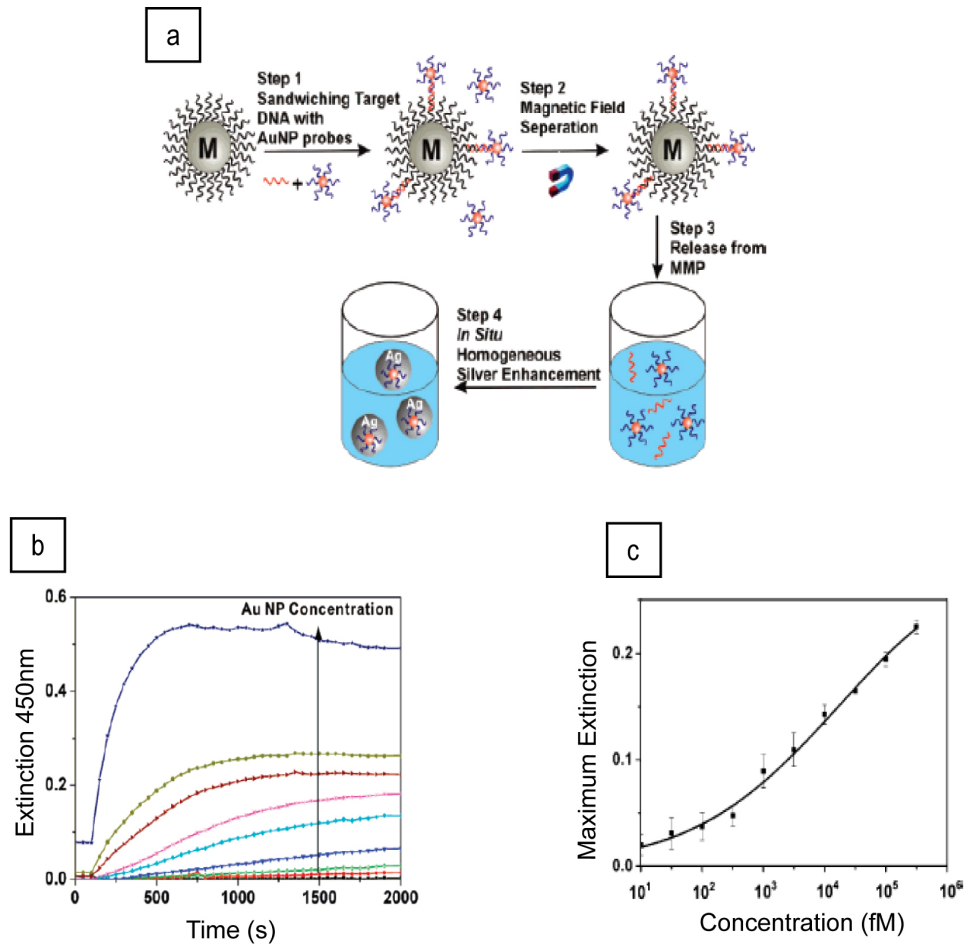 a
Step 1
Sandwiching Target
DNA with
AuNP probes
+
M
M
Step 2
Magnetic Field
Seperation
M
Step 3
Release from
MMP
Step 4
In Situ
Homogeneous
Silver Enhancement
Ag
Ag
Ag
b
Extinction 450nm
0.6
0.4
0.2
0.0
Au NP Concentration
0 500 1000 1500 2000
Time (s)
c
Maximum Extinction
0.2
0.1
0.0
10¹ 10² 10³ 10⁴ 10⁵ 10⁶
Concentration (fM)